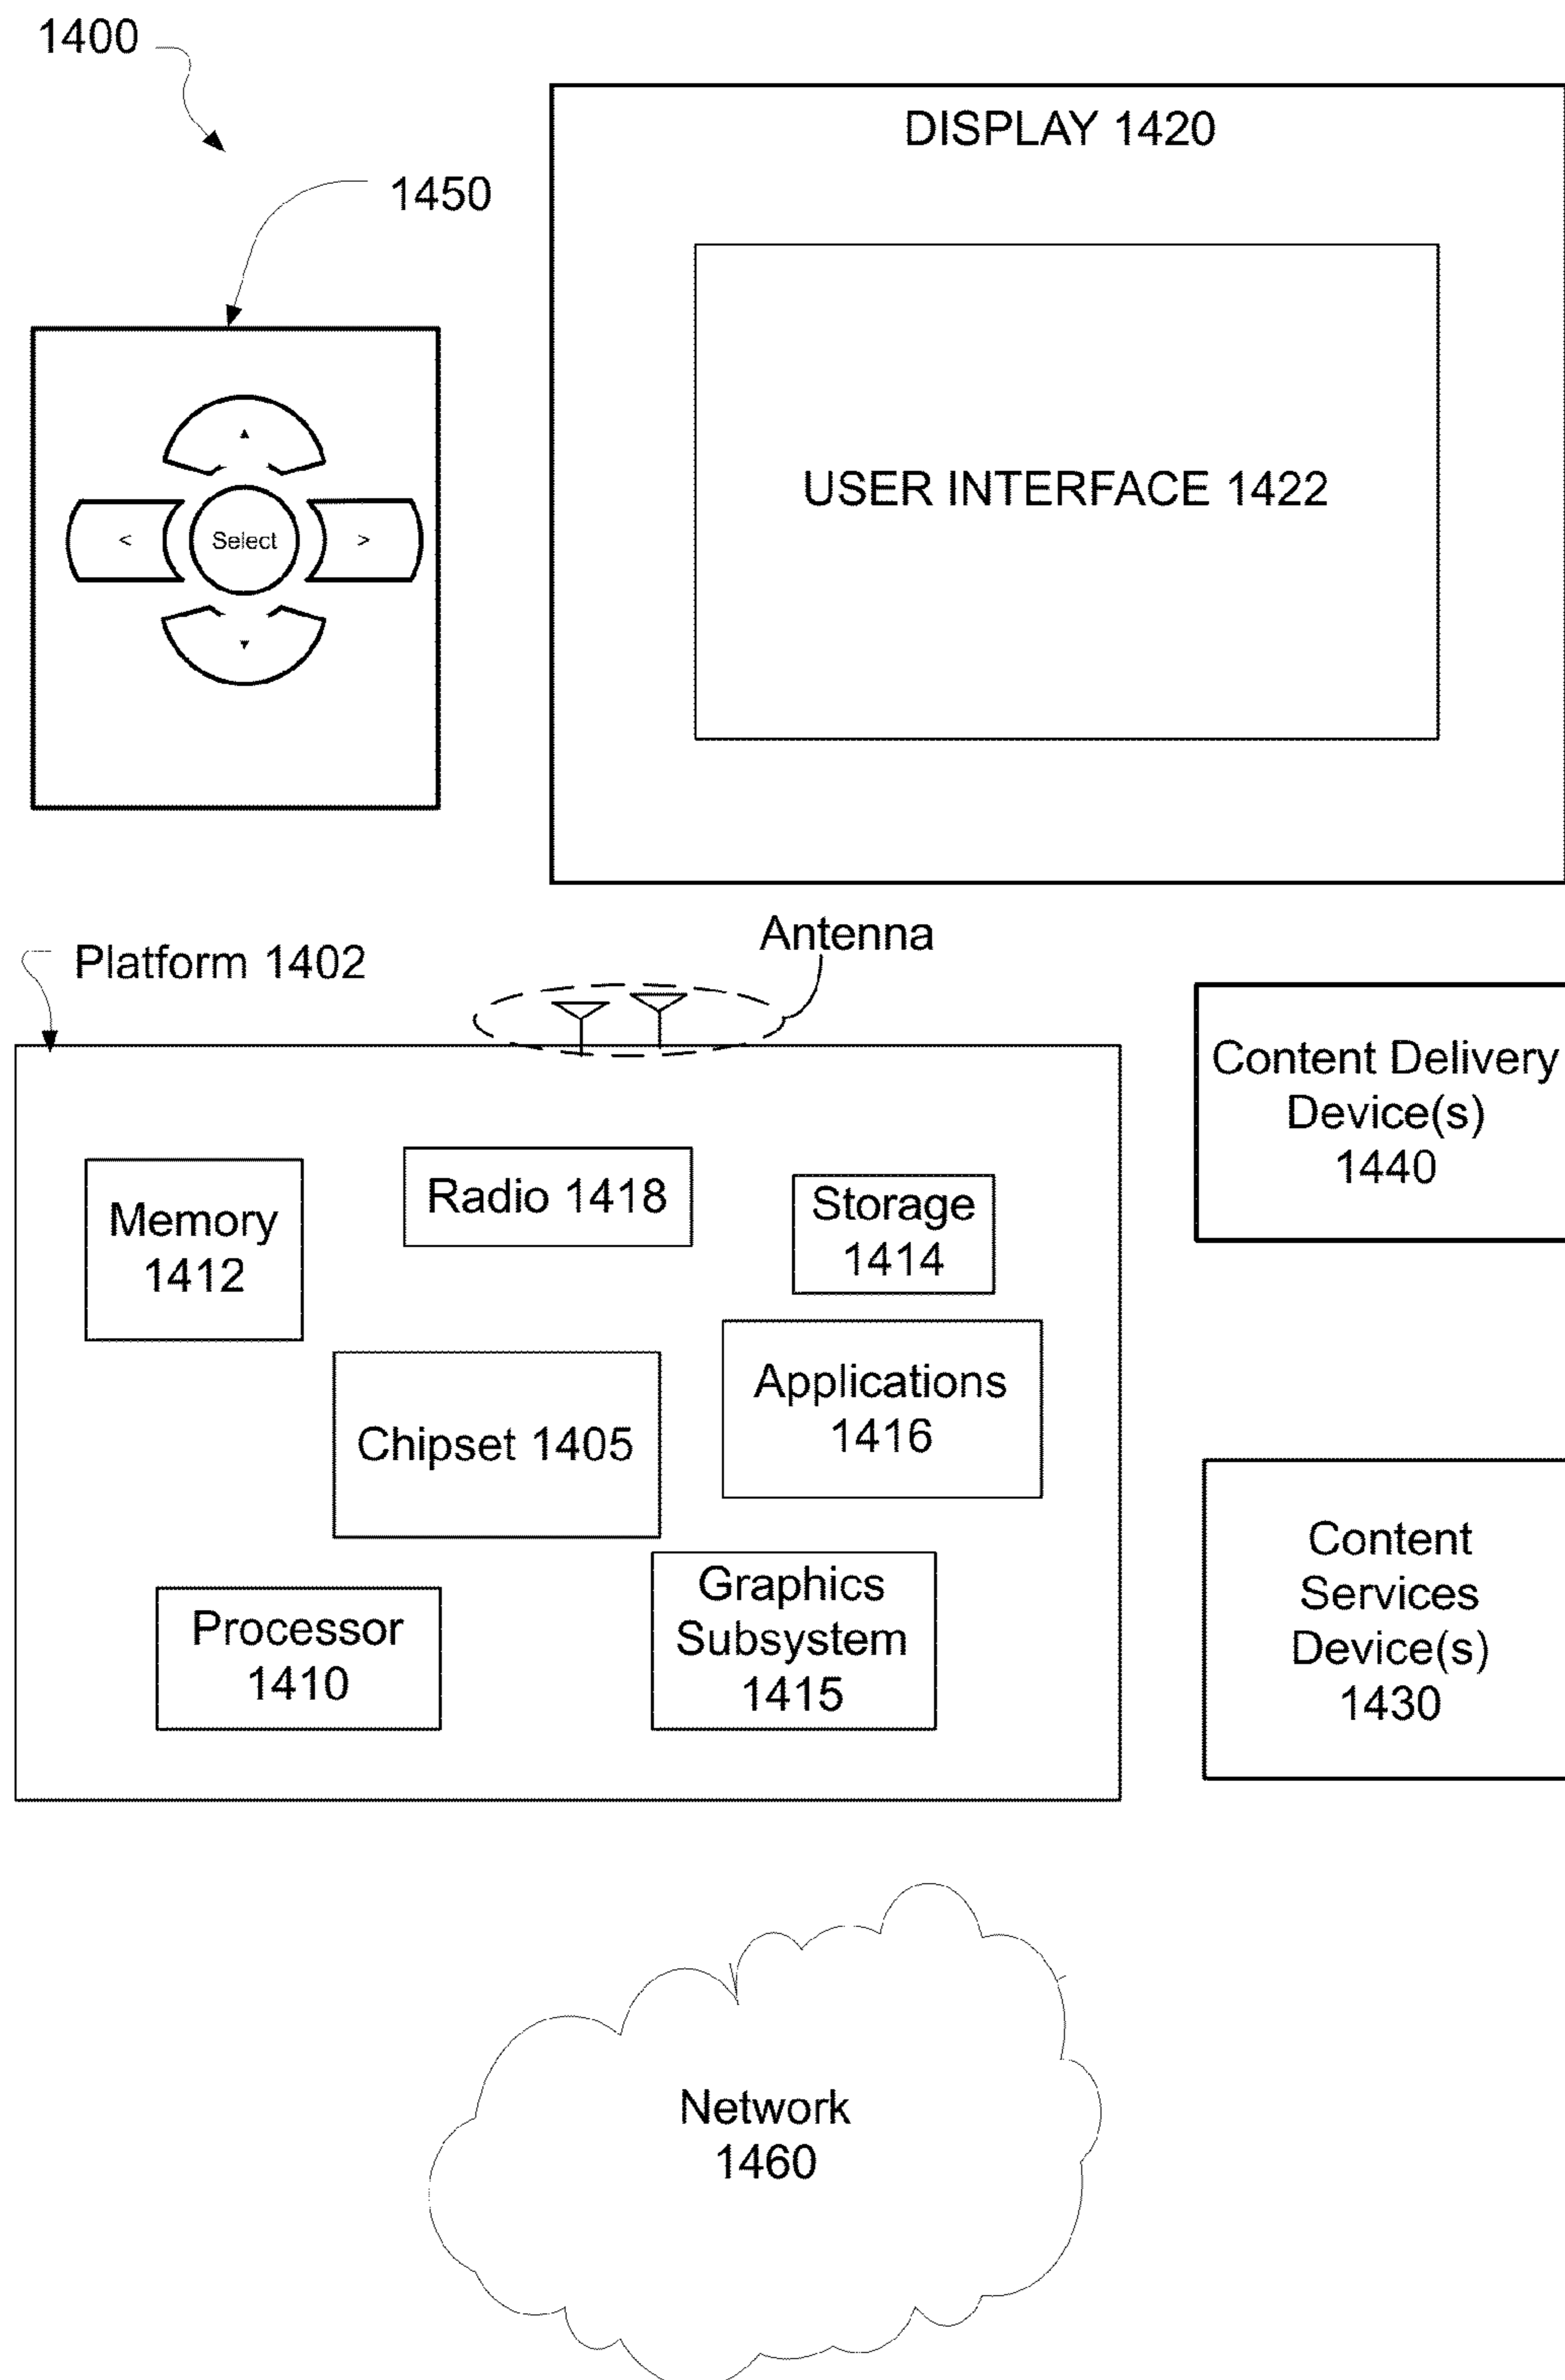 1400
DISPLAY 1420
1450
USER INTERFACE 1422
<
Select
>
Antenna
Platform 1402
Content Delivery
Device(s)
1440
Memory
1412
Radio 1418
Storage
1414
Chipset 1405
Applications
1416
Processor
1410
Graphics
Subsystem
1415
Content
Services
Device(s)
1430
Network
1460